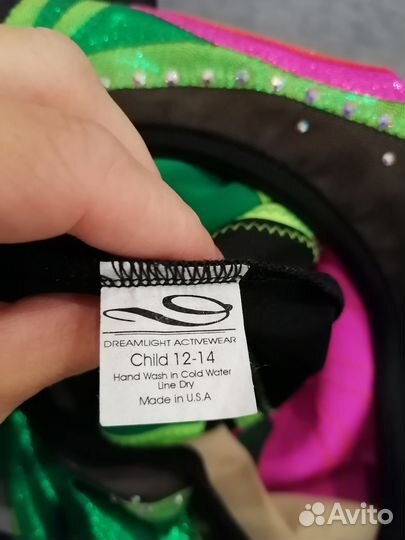 DREAMLIGHT ACTIVEWEAR
Child 12-14
Hand Wash in Cold Water
Line Dry
Made in U.S.A
Avito